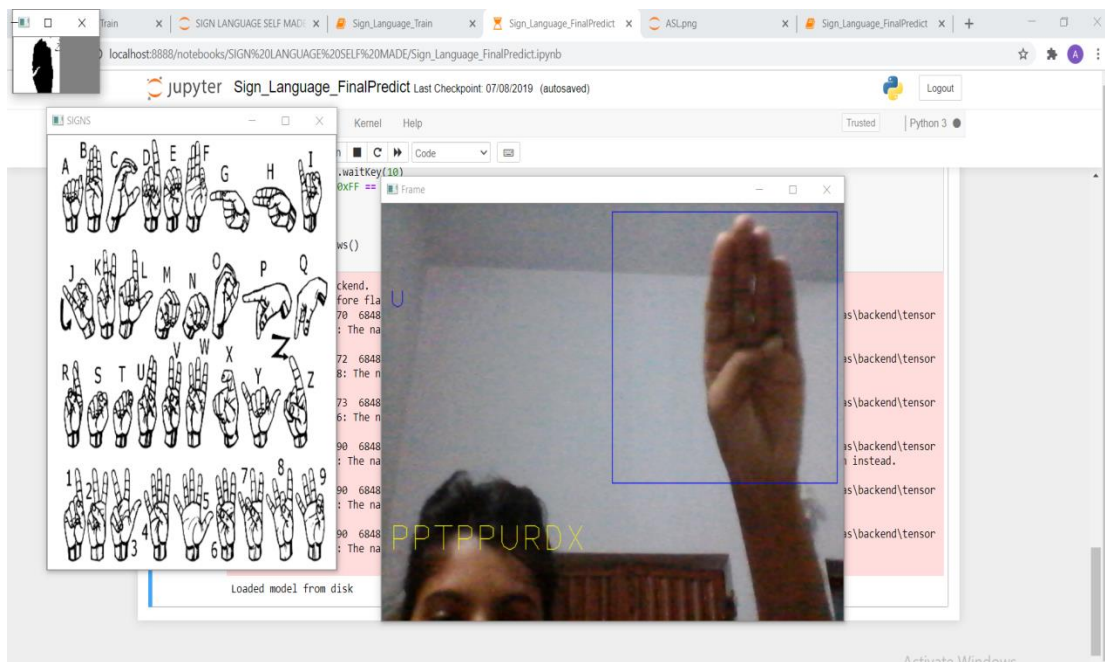 Train
SIGN LANGUAGE SELF MADE
Sign_Language_Train
Sign_Language_FinalPredict
ASL.png
Sign_Language_FinalPredict
localhost:8888/notebooks/SIGN%20LANGUAGE%20SELF%20MADE/Sign_Language_FinalPredict.ipynb
A
jupyter Sign_Language_FinalPredict Last Checkpoint: 07/08/2019 (autosaved)
Logout
SIGNS
Kernel Help
Trusted
Python 3
Code
.waitKey(10)
0xFF ==
Frame
A B C D E F G H I
ws()
J K L M N O P Q
ckend.
fore fla
U
70 6848
as\backend\tensor
: The na
72 6848
as\backend\tensor
8: The n
R S T U V W X Y Z Z
73 6848
as\backend\tensor
6: The n
90 6848
as\backend\tensor
: The na
instead.
1 2 3 4 5 6 7 8 9
90 6848
as\backend\tensor
: The na
90 6848
as\backend\tensor
: The na
PPTPPURDX
Loaded model from disk
Activate Windows